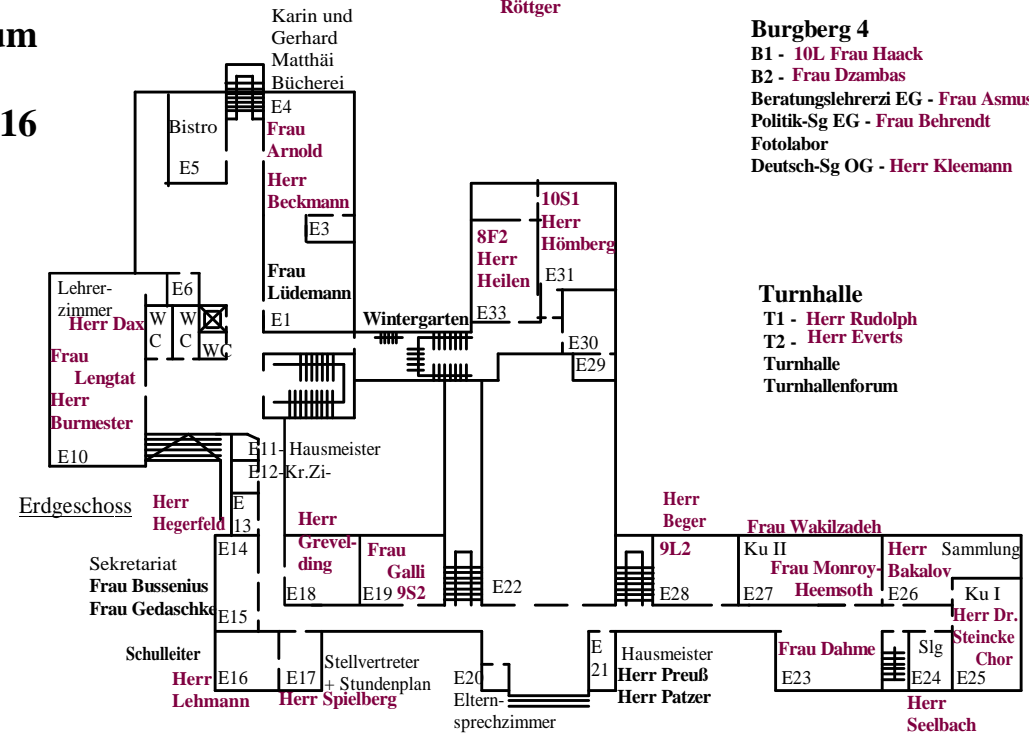 um
16
Röttger
Karin und
Gerhard
Matthäi
Bücherei
Burgberg 4
B1 - 10L Frau Haack
B2 - Frau Dzambas
Beratungslehrerzi EG - Frau Asmus
Politik-Sg EG - Frau Behrendt
Fotolabor
Deutsch-Sg OG - Herr Kleemann
Bistro
E5
E4
Frau
Arnold
Herr
Beckmann
E3
Frau
Lüdemann
E1
10S1
Herr
Hömberg
E31
8F2
Herr
Heilen
E33
E30
E29
Wintergarten
Lehrer-
zimmer
E6
Herr Dax
W
C
W
C
WC
Frau
Lengtat
Herr
Burmester
E10
Turnhalle
T1 - Herr Rudolph
T2 - Herr Everts
Turnhalle
Turnhallenforum
E11- Hausmeister
E12-Kr.Zi-
Erdgeschoss
Herr
Hegerfeld
E
13
E14
Sekretariat
Frau Bussenius
Frau Gedaschke
E15
Herr
Grevel-
ding
E18
Frau
Galli
E19 9S2
E22
Herr
Beger
9L2
E28
Frau Wakilzadeh
Ku II
Frau Monroy-
Heemsoth
E27
Herr
Bakalov
E26
Sammlung
Ku I
Herr Dr.
Steincke
Chor
E25
Schulleiter
Herr
Lehmann
E16
E17
Stellvertreter
+ Stundenplan
Herr Spielberg
E20
Eltern-
sprechzimmer
E
21
Hausmeister
Herr Preuß
Herr Patzer
Frau Dahme
E23
Slg
E24
Herr
Seelbach